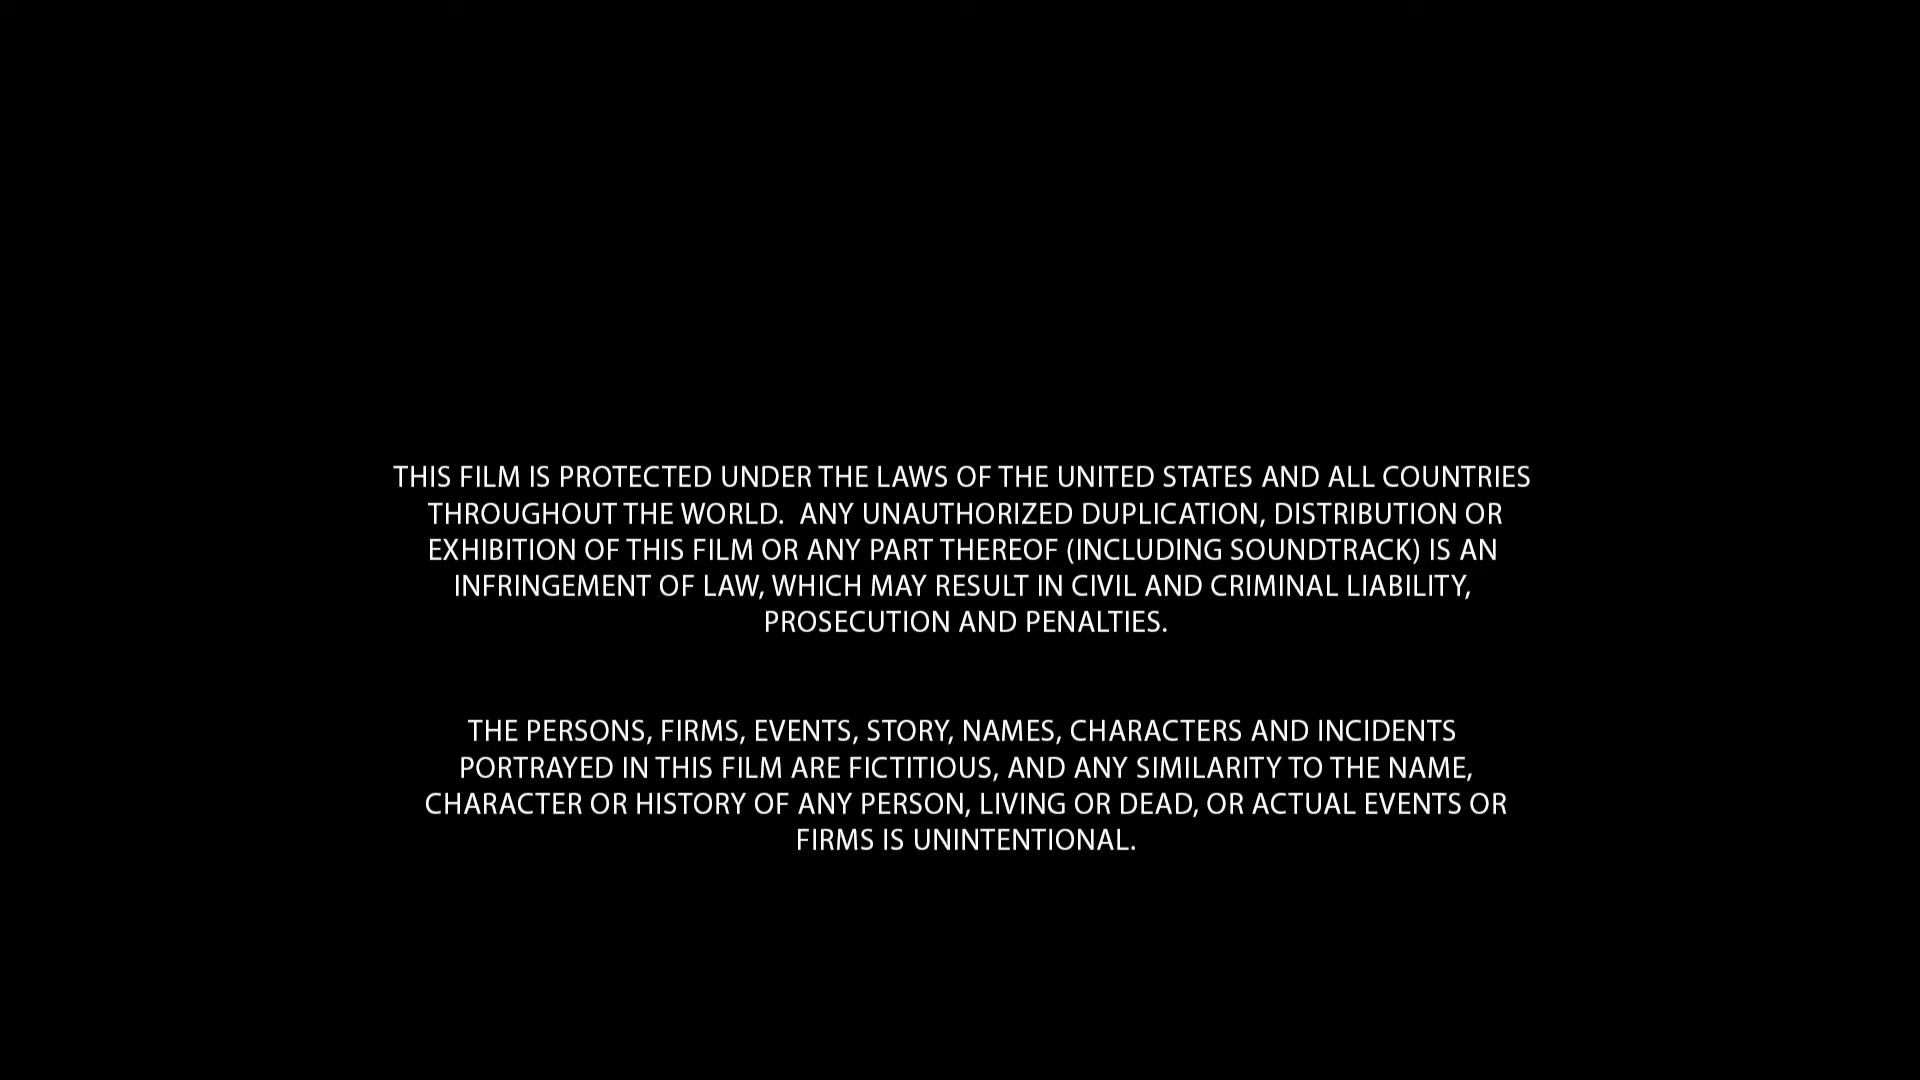 THIS FILM IS PROTECTED UNDER THE LAWS OF THE UNITED STATES AND ALL COUNTRIES
THROUGHOUT THE WORLD.  ANY UNAUTHORIZED DUPLICATION, DISTRIBUTION OR
EXHIBITION OF THIS FILM OR ANY PART THEREOF (INCLUDING SOUNDTRACK) IS AN
INFRINGEMENT OF LAW, WHICH MAY RESULT IN CIVIL AND CRIMINAL LIABILITY,
PROSECUTION AND PENALTIES.
THE PERSONS, FIRMS, EVENTS, STORY, NAMES, CHARACTERS AND INCIDENTS
PORTRAYED IN THIS FILM ARE FICTITIOUS, AND ANY SIMILARITY TO THE NAME,
CHARACTER OR HISTORY OF ANY PERSON, LIVING OR DEAD, OR ACTUAL EVENTS OR
FIRMS IS UNINTENTIONAL.